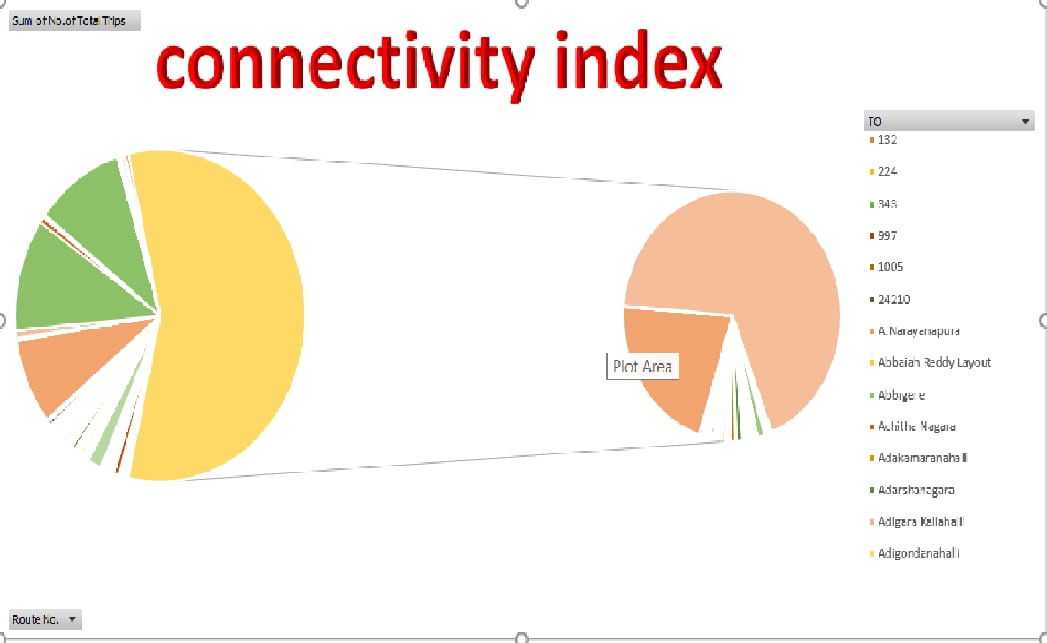 Sum of No.of Total Trips
connectivity index
TO
132
224
343
997
1005
24210
A Narayanapura
Abbaiah Reddy Layout
Abbigere
Achitha Nagara
Adakamaranahalli
Adarshanagara
Adigara Kallahalli
Adigondanahalli
Plot Area
Route No.